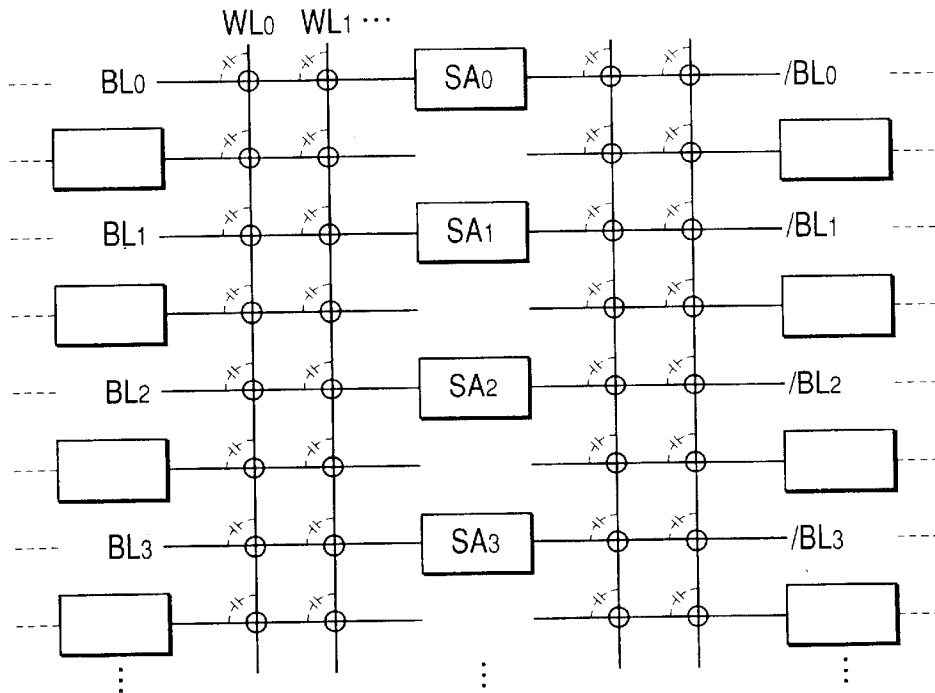 WL0 WL1 ···
BL0 SA0 /BL0
BL1 SA1 /BL1
BL2 SA2 /BL2
BL3 SA3 /BL3